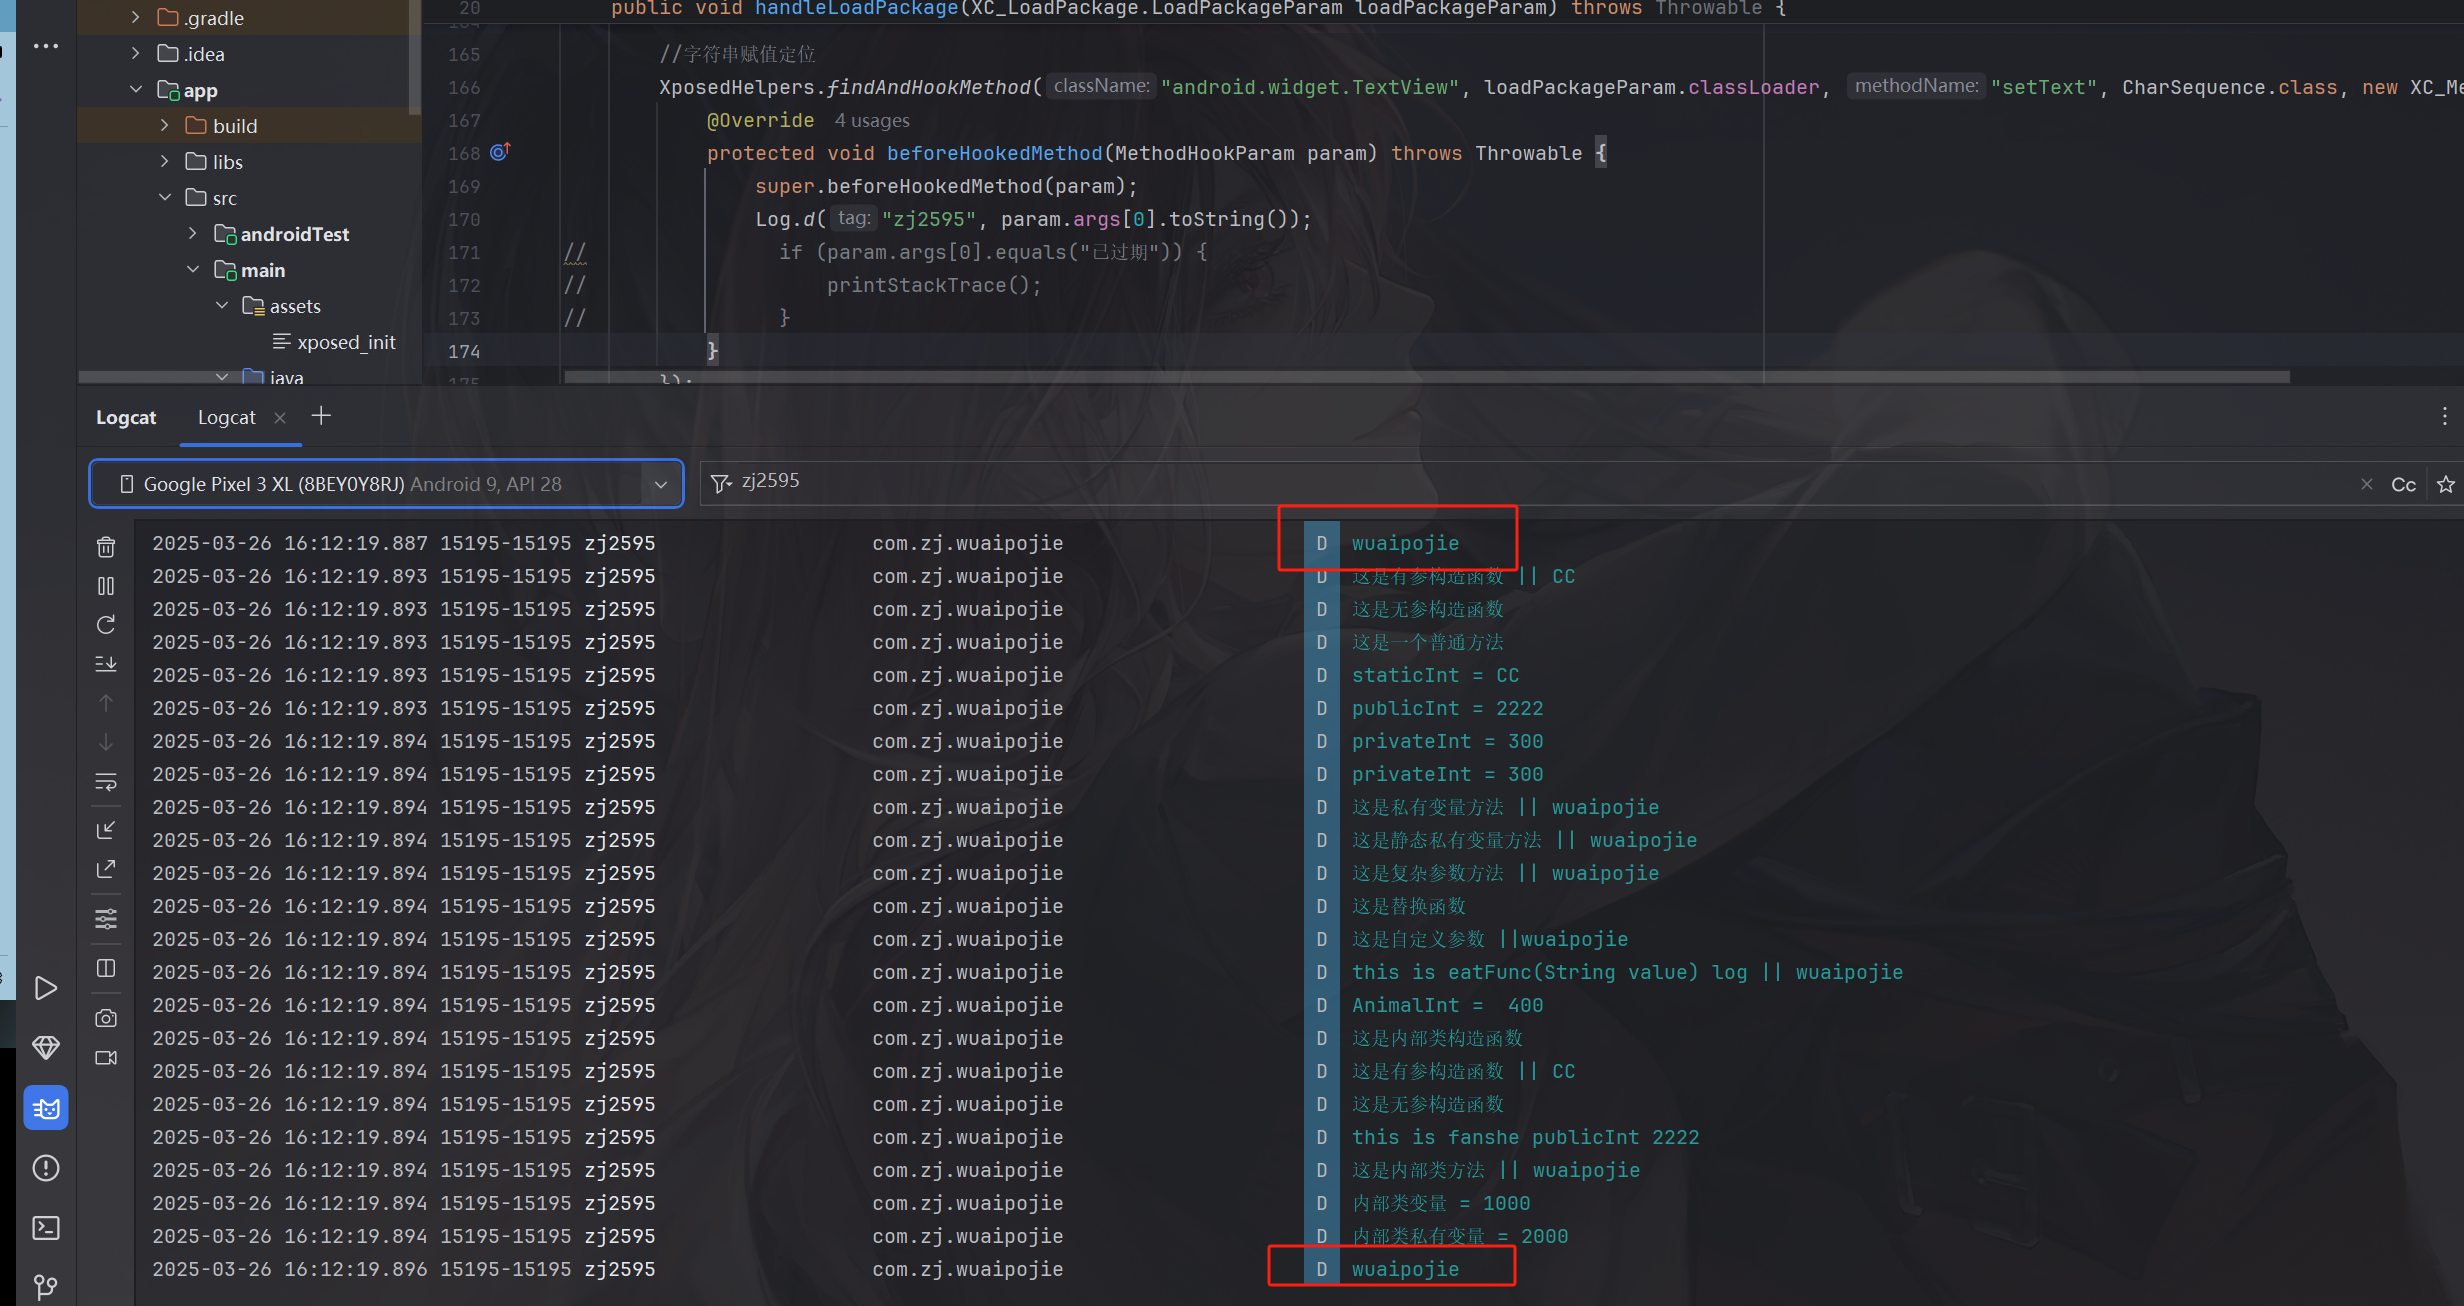 .gradle
.idea
app
build
libs
src
androidTest
main
assets
xposed_init
java
20 public void handleLoadPackage(XC_LoadPackage.LoadPackageParam loadPackageParam) throws Throwable {
165 //字符串赋值定位
166 XposedHelpers.findAndHookMethod( className: "android.widget.TextView", loadPackageParam.classLoader, methodName: "setText", CharSequence.class, new XC_Me
167 @Override 4 usages
168 protected void beforeHookedMethod(MethodHookParam param) throws Throwable {
169 super.beforeHookedMethod(param);
170 Log.d( tag: "zj2595", param.args[0].toString());
171 // if (param.args[0].equals("已过期")) {
172 // printStackTrace();
173 // }
174 }
175 });
Logcat Logcat
Google Pixel 3 XL (8BEY0Y8RJ) Android 9, API 28 zj2595 Cc
2025-03-26 16:12:19.887 15195-15195 zj2595 com.zj.wuaipojie D wuaipojie
2025-03-26 16:12:19.893 15195-15195 zj2595 com.zj.wuaipojie D 这是有参构造函数 || CC
2025-03-26 16:12:19.893 15195-15195 zj2595 com.zj.wuaipojie D 这是无参构造函数
2025-03-26 16:12:19.893 15195-15195 zj2595 com.zj.wuaipojie D 这是一个普通方法
2025-03-26 16:12:19.893 15195-15195 zj2595 com.zj.wuaipojie D staticInt = CC
2025-03-26 16:12:19.893 15195-15195 zj2595 com.zj.wuaipojie D publicInt = 2222
2025-03-26 16:12:19.894 15195-15195 zj2595 com.zj.wuaipojie D privateInt = 300
2025-03-26 16:12:19.894 15195-15195 zj2595 com.zj.wuaipojie D privateInt = 300
2025-03-26 16:12:19.894 15195-15195 zj2595 com.zj.wuaipojie D 这是私有变量方法 || wuaipojie
2025-03-26 16:12:19.894 15195-15195 zj2595 com.zj.wuaipojie D 这是静态私有变量方法 || wuaipojie
2025-03-26 16:12:19.894 15195-15195 zj2595 com.zj.wuaipojie D 这是复杂参数方法 || wuaipojie
2025-03-26 16:12:19.894 15195-15195 zj2595 com.zj.wuaipojie D 这是替换函数
2025-03-26 16:12:19.894 15195-15195 zj2595 com.zj.wuaipojie D 这是自定义参数 ||wuaipojie
2025-03-26 16:12:19.894 15195-15195 zj2595 com.zj.wuaipojie D this is eatFunc(String value) log || wuaipojie
2025-03-26 16:12:19.894 15195-15195 zj2595 com.zj.wuaipojie D AnimalInt =  400
2025-03-26 16:12:19.894 15195-15195 zj2595 com.zj.wuaipojie D 这是内部类构造函数
2025-03-26 16:12:19.894 15195-15195 zj2595 com.zj.wuaipojie D 这是有参构造函数 || CC
2025-03-26 16:12:19.894 15195-15195 zj2595 com.zj.wuaipojie D 这是无参构造函数
2025-03-26 16:12:19.894 15195-15195 zj2595 com.zj.wuaipojie D this is fanshe publicInt 2222
2025-03-26 16:12:19.894 15195-15195 zj2595 com.zj.wuaipojie D 这是内部类方法 || wuaipojie
2025-03-26 16:12:19.894 15195-15195 zj2595 com.zj.wuaipojie D 内部类变量 = 1000
2025-03-26 16:12:19.894 15195-15195 zj2595 com.zj.wuaipojie D 内部类私有变量 = 2000
2025-03-26 16:12:19.896 15195-15195 zj2595 com.zj.wuaipojie D wuaipojie